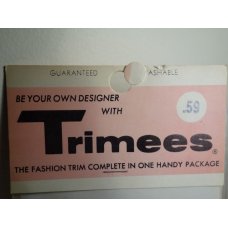 GUARANTEED WASHABLE
BE YOUR OWN DESIGNER
WITH
.59
Trimees®
THE FASHION TRIM COMPLETE IN ONE HANDY PACKAGE